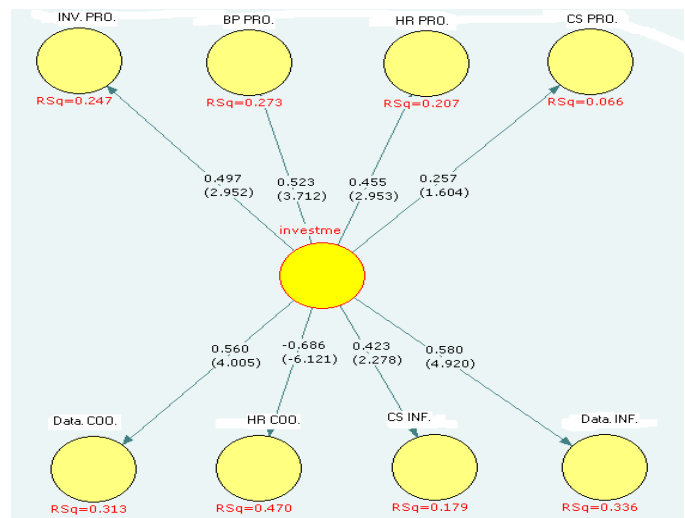 INV. PRO.
BP PRO.
HR PRO.
CS PRO.
RSq=0.247
RSq=0.273
RSq=0.207
RSq=0.066
0.497
(2.952)
0.523
(3.712)
0.455
(2.953)
0.257
(1.604)
investme
0.560
(4.005)
-0.686
(-6.121)
0.423
(2.278)
0.580
(4.920)
Data. COO.
HR COO.
CS INF.
Data. INF.
RSq=0.313
RSq=0.470
RSq=0.179
RSq=0.336